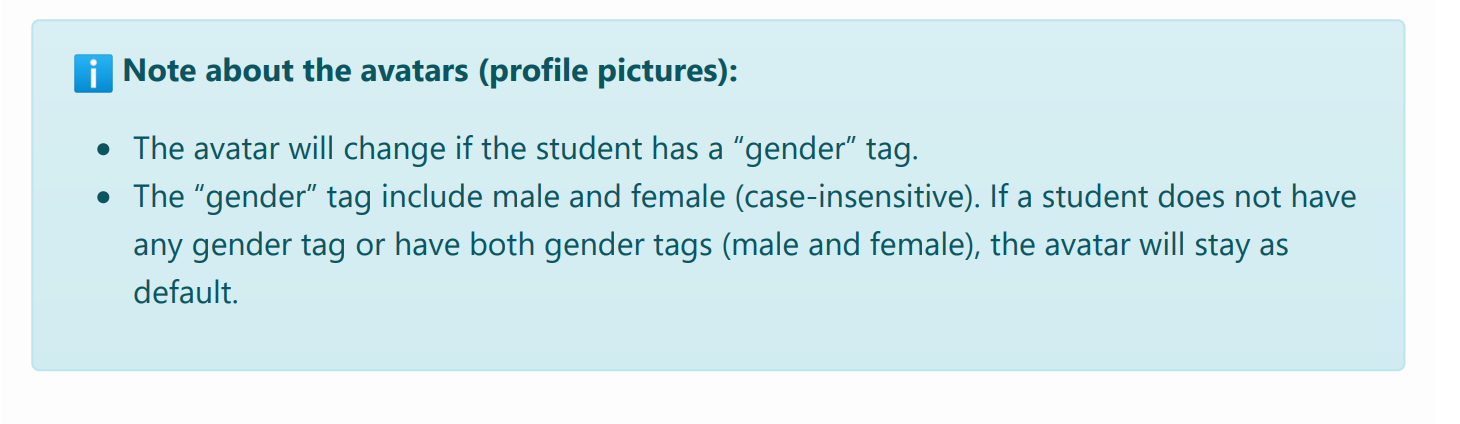 ℹ️ Note about the avatars (profile pictures):
• The avatar will change if the student has a “gender” tag.
• The “gender” tag include male and female (case-insensitive). If a student does not have
any gender tag or have both gender tags (male and female), the avatar will stay as
default.